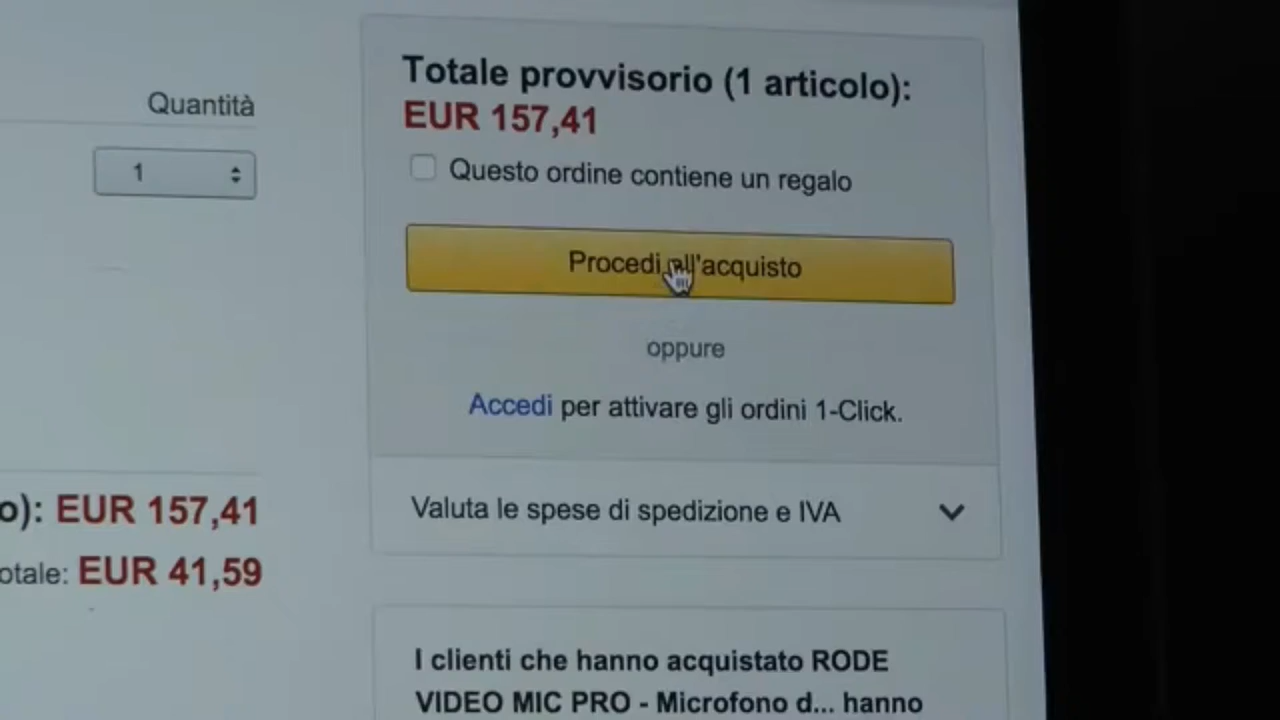 Quantità
1
o): EUR 157,41
otale: EUR 41,59
Totale provvisorio (1 articolo):
EUR 157,41
Questo ordine contiene un regalo
Procedi all'acquisto
oppure
Accedi per attivare gli ordini 1-Click.
Valuta le spese di spedizione e IVA
I clienti che hanno acquistato RODE
VIDEO MIC PRO - Microfono d... hanno